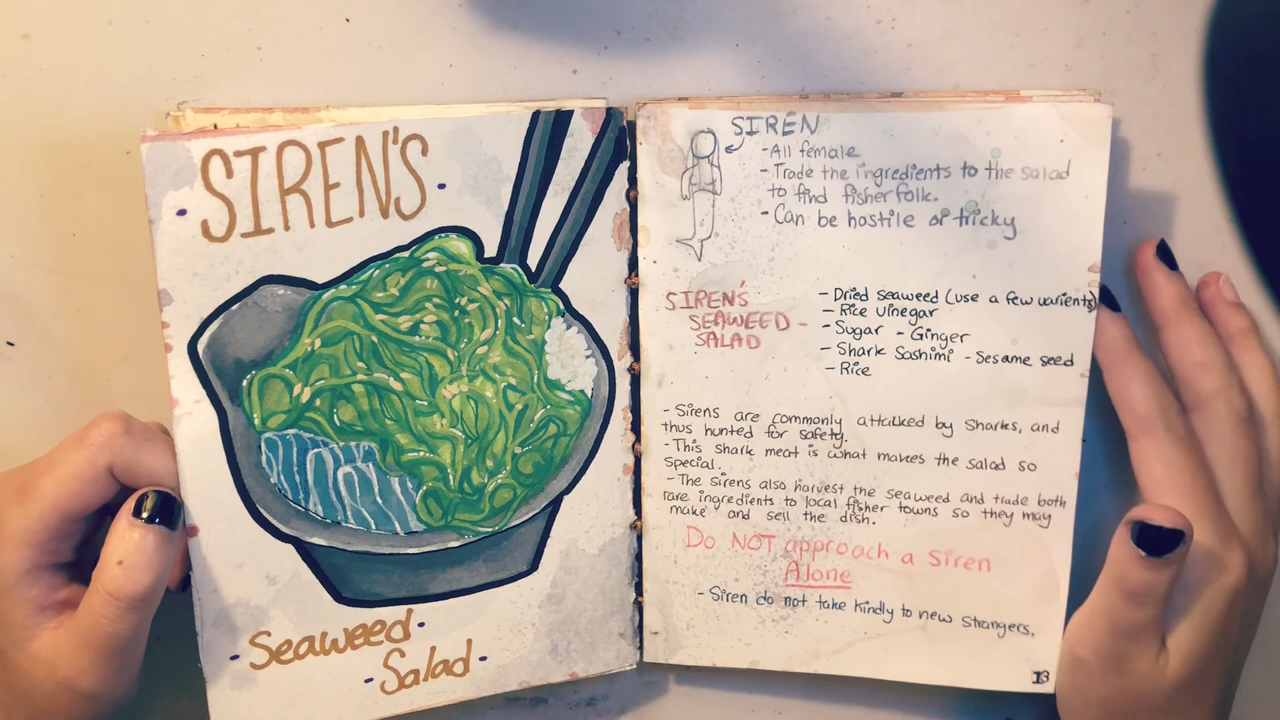 SIREN'S
Seaweed
Salad
SIREN
- All female
- Trade the ingredients to the salad
to find fisher folk.
- Can be hostile or tricky
SIREN'S
SEAWEED -
SALAD
- Dried seaweed (use a few varients)
- Rice vinegar
- Sugar - Ginger
- Shark Sashimi - Sesame seed
- Rice
- Sirens are commonly attacked by sharks, and
thus hunted for safety.
- This shark meat is what makes the salad so
special.
- The sirens also harvest the seaweed and trade both
rare ingredients to local fisher towns so they may
make and sell the dish.
Do NOT approach a Siren
Alone
- Siren do not take kindly to new strangers.
13